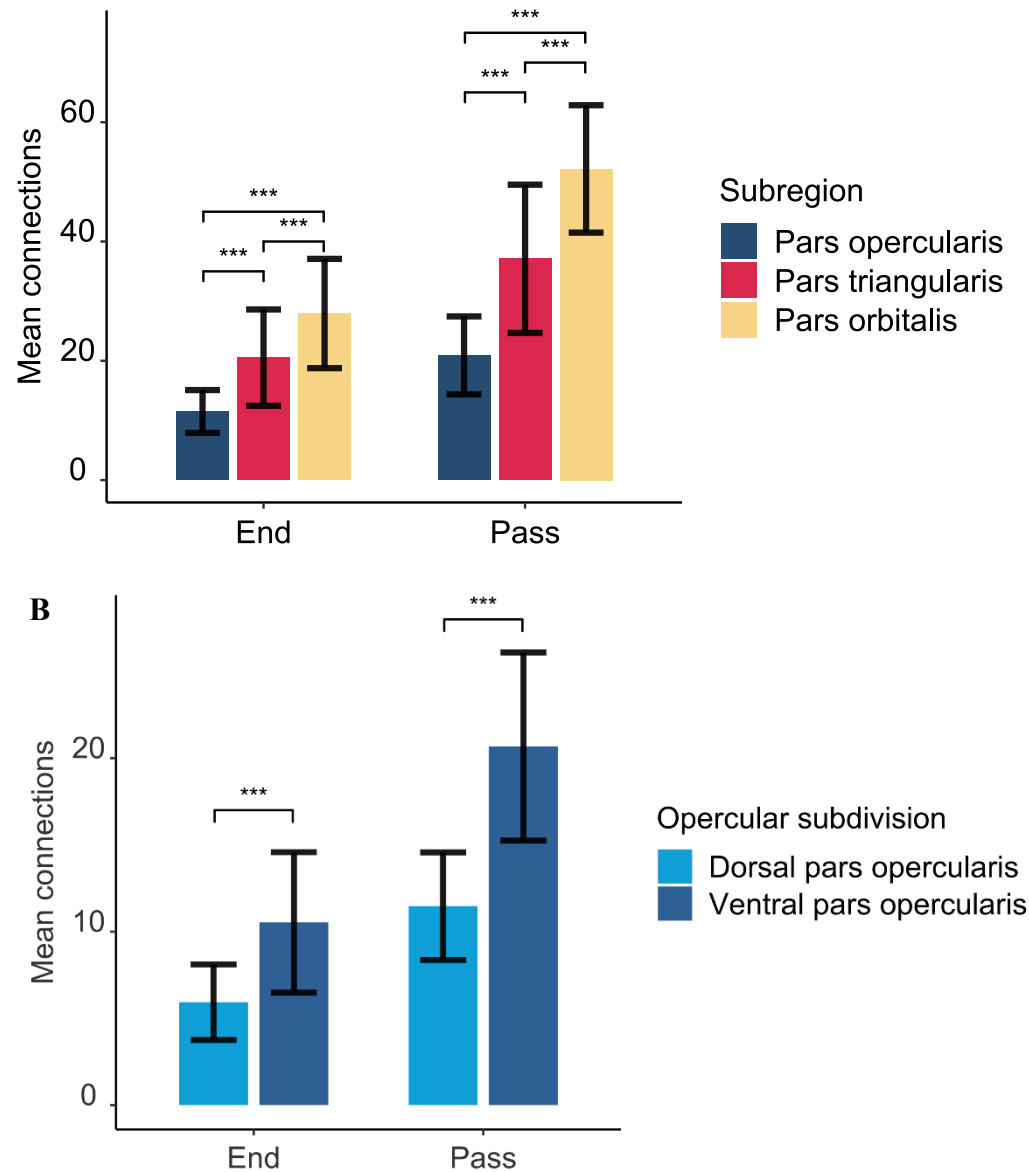 ***
***
***
***
***
***
60
40
20
0
Mean connections
End
Pass
Subregion
Pars opercularis
Pars triangularis
Pars orbitalis
B
***
***
20
10
0
Mean connections
End
Pass
Opercular subdivision
Dorsal pars opercularis
Ventral pars opercularis